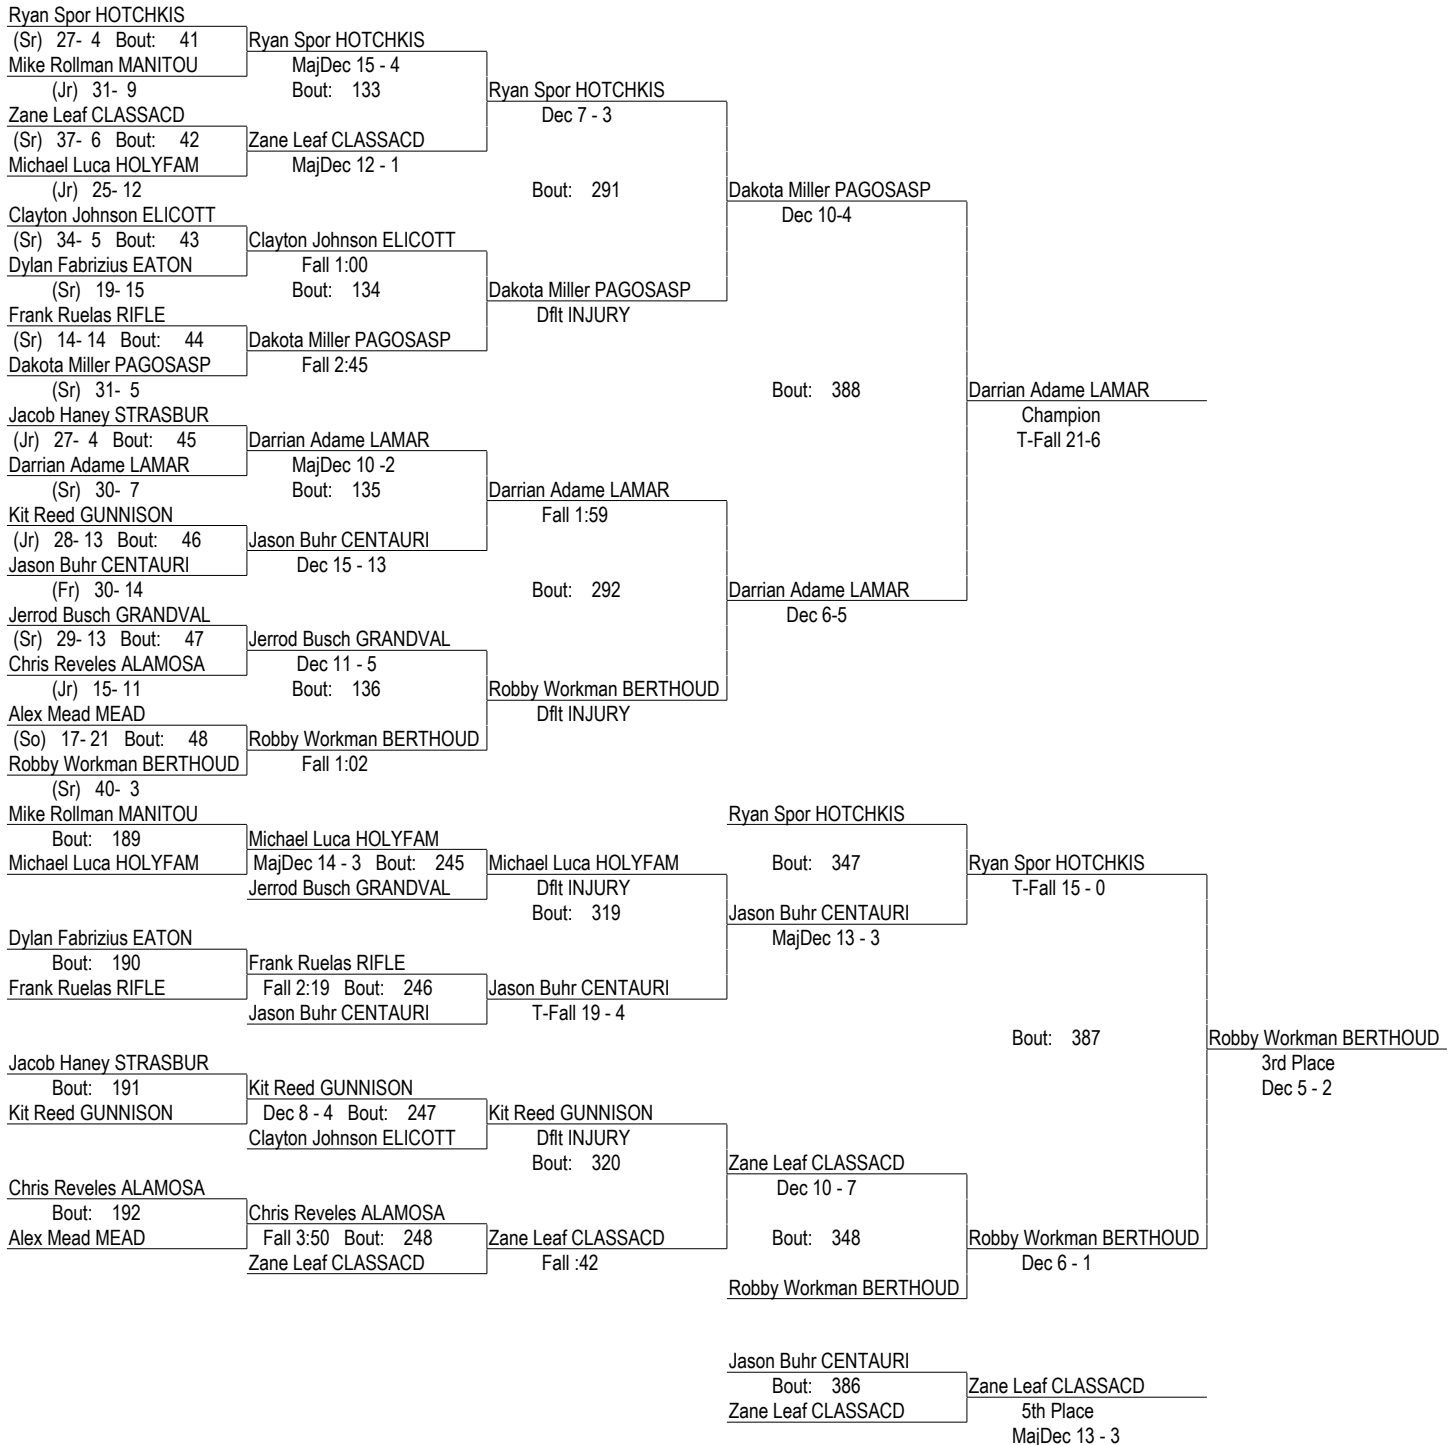 Ryan Spor HOTCHKIS
(Sr) 27- 4 Bout: 41
Ryan Spor HOTCHKIS
Mike Rollman MANITOU
MajDec 15 - 4
(Jr) 31- 9
Bout: 133
Ryan Spor HOTCHKIS
Zane Leaf CLASSACD
Dec 7 - 3
(Sr) 37- 6 Bout: 42
Zane Leaf CLASSACD
Michael Luca HOLYFAM
MajDec 12 - 1
(Jr) 25- 12
Bout: 291
Dakota Miller PAGOSASP
Clayton Johnson ELICOTT
Dec 10-4
(Sr) 34- 5 Bout: 43
Clayton Johnson ELICOTT
Dylan Fabrizius EATON
Fall 1:00
(Sr) 19- 15
Bout: 134
Dakota Miller PAGOSASP
Frank Ruelas RIFLE
Dflt INJURY
(Sr) 14- 14 Bout: 44
Dakota Miller PAGOSASP
Dakota Miller PAGOSASP
Fall 2:45
(Sr) 31- 5
Bout: 388
Darrian Adame LAMAR
Jacob Haney STRASBUR
Champion
(Jr) 27- 4 Bout: 45
Darrian Adame LAMAR
T-Fall 21-6
Darrian Adame LAMAR
MajDec 10 -2
(Sr) 30- 7
Bout: 135
Darrian Adame LAMAR
Kit Reed GUNNISON
Fall 1:59
(Jr) 28- 13 Bout: 46
Jason Buhr CENTAURI
Jason Buhr CENTAURI
Dec 15 - 13
(Fr) 30- 14
Bout: 292
Darrian Adame LAMAR
Jerrod Busch GRANDVAL
Dec 6-5
(Sr) 29- 13 Bout: 47
Jerrod Busch GRANDVAL
Chris Reveles ALAMOSA
Dec 11 - 5
(Jr) 15- 11
Bout: 136
Robby Workman BERTHOUD
Alex Mead MEAD
Dflt INJURY
(So) 17- 21 Bout: 48
Robby Workman BERTHOUD
Robby Workman BERTHOUD
Fall 1:02
(Sr) 40- 3
Mike Rollman MANITOU
Ryan Spor HOTCHKIS
Bout: 189
Michael Luca HOLYFAM
Michael Luca HOLYFAM
MajDec 14 - 3 Bout: 245
Michael Luca HOLYFAM
Bout: 347
Ryan Spor HOTCHKIS
Jerrod Busch GRANDVAL
Dflt INJURY
T-Fall 15 - 0
Bout: 319
Jason Buhr CENTAURI
Dylan Fabrizius EATON
MajDec 13 - 3
Bout: 190
Frank Ruelas RIFLE
Frank Ruelas RIFLE
Fall 2:19 Bout: 246
Jason Buhr CENTAURI
Jason Buhr CENTAURI
T-Fall 19 - 4
Bout: 387
Robby Workman BERTHOUD
Jacob Haney STRASBUR
3rd Place
Bout: 191
Kit Reed GUNNISON
Dec 5 - 2
Kit Reed GUNNISON
Dec 8 - 4 Bout: 247
Kit Reed GUNNISON
Clayton Johnson ELICOTT
Dflt INJURY
Bout: 320
Zane Leaf CLASSACD
Chris Reveles ALAMOSA
Dec 10 - 7
Bout: 192
Chris Reveles ALAMOSA
Alex Mead MEAD
Fall 3:50 Bout: 248
Zane Leaf CLASSACD
Bout: 348
Robby Workman BERTHOUD
Zane Leaf CLASSACD
Fall :42
Dec 6 - 1
Robby Workman BERTHOUD
Jason Buhr CENTAURI
Bout: 386
Zane Leaf CLASSACD
Zane Leaf CLASSACD
5th Place
MajDec 13 - 3